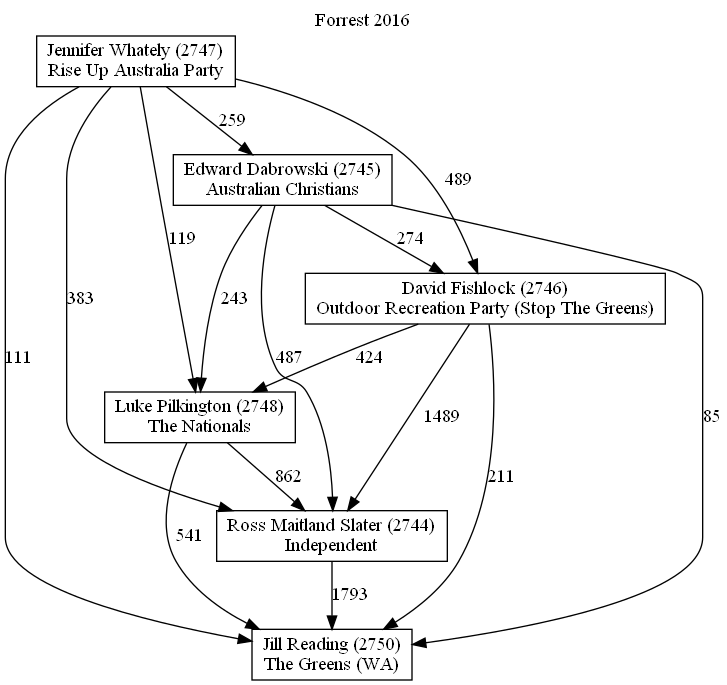 Forrest 2016
Jennifer Whately (2747)
Rise Up Australia Party
259
Edward Dabrowski (2745)
Australian Christians
489
119
274
243
383
David Fishlock (2746)
Outdoor Recreation Party (Stop The Greens)
111
487
424
Luke Pilkington (2748)
The Nationals
1489
85
862
211
Ross Maitland Slater (2744)
Independent
541
1793
Jill Reading (2750)
The Greens (WA)